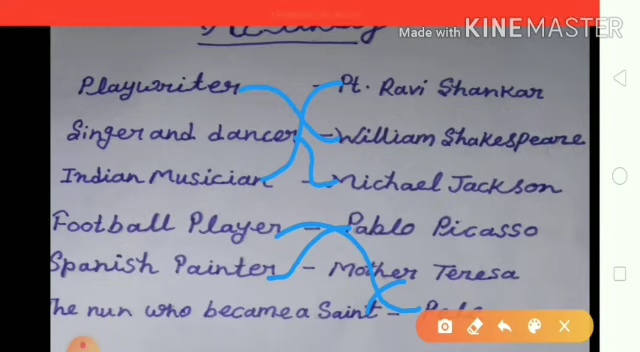 Made with KINEMASTER
Playwriter - Pt. Ravi Shankar
Singer and dancer - William Shakespeare
Indian Musician - Michael Jackson
Football Player - Pablo Picasso
Spanish Painter - Mother Teresa
The nun who became a Saint -